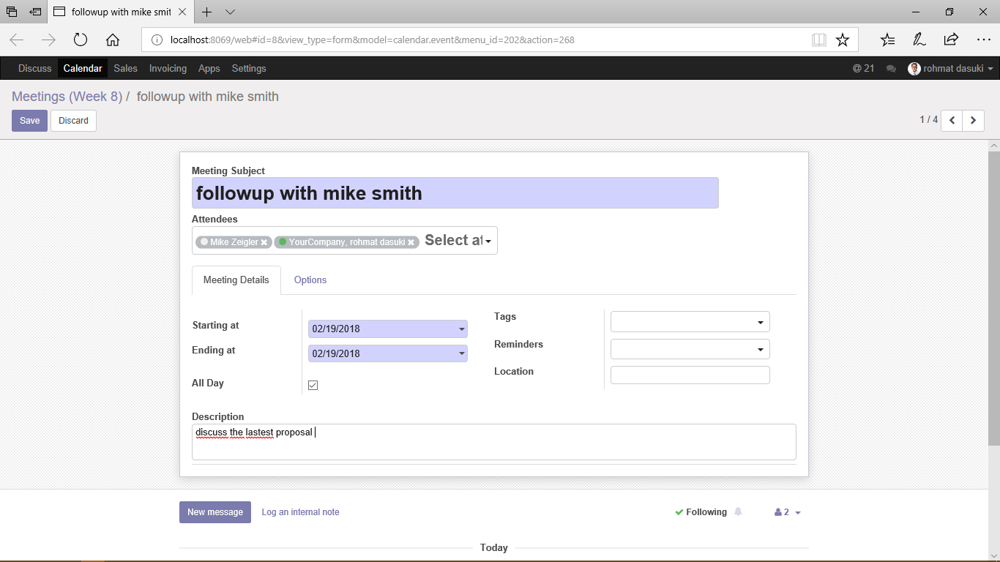 followup with mike smit
localhost:8069/web#id=8&view_type=form&model=calendar.event&menu_id=202&action=268
Discuss Calendar Sales Invoicing Apps Settings @ 21 rohmat dasuki
Meetings (Week 8) / followup with mike smith
Save Discard 1 / 4
Meeting Subject
followup with mike smith
Attendees
Mike Zeigler YourCompany, rohmat dasuki Select at
Meeting Details Options
Starting at 02/19/2018
Ending at 02/19/2018
All Day
Tags
Reminders
Location
Description
discuss the lastest proposal
New message Log an internal note Following 2
Today